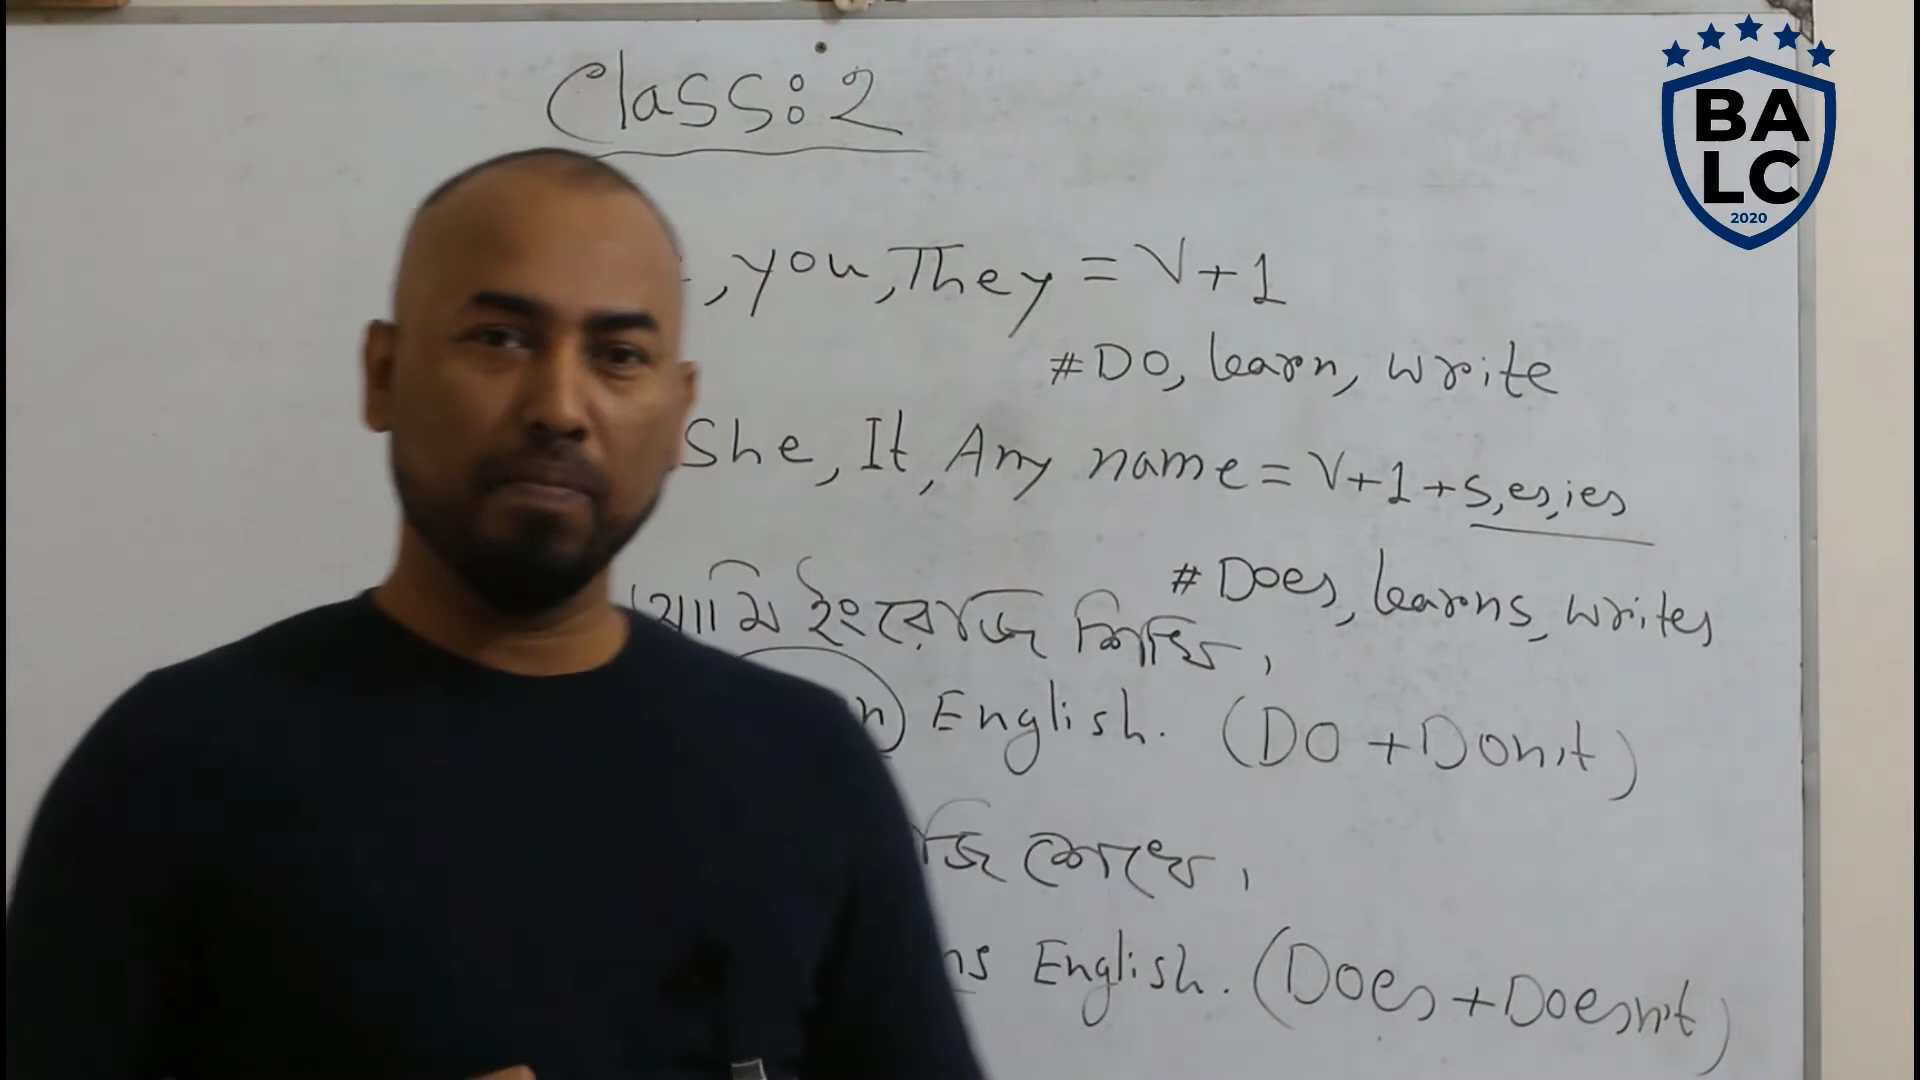 Class: 2
BA
LC
2020
, you, They = V+1
#Do, learn, write
She, It, Any name = V+1+s, es, ies
#Does, learns, writes
আমি ইংরেজি শিখি।
n English. (Do + Don't)
জি শেখে।
ns English. (Does + Doesn't)